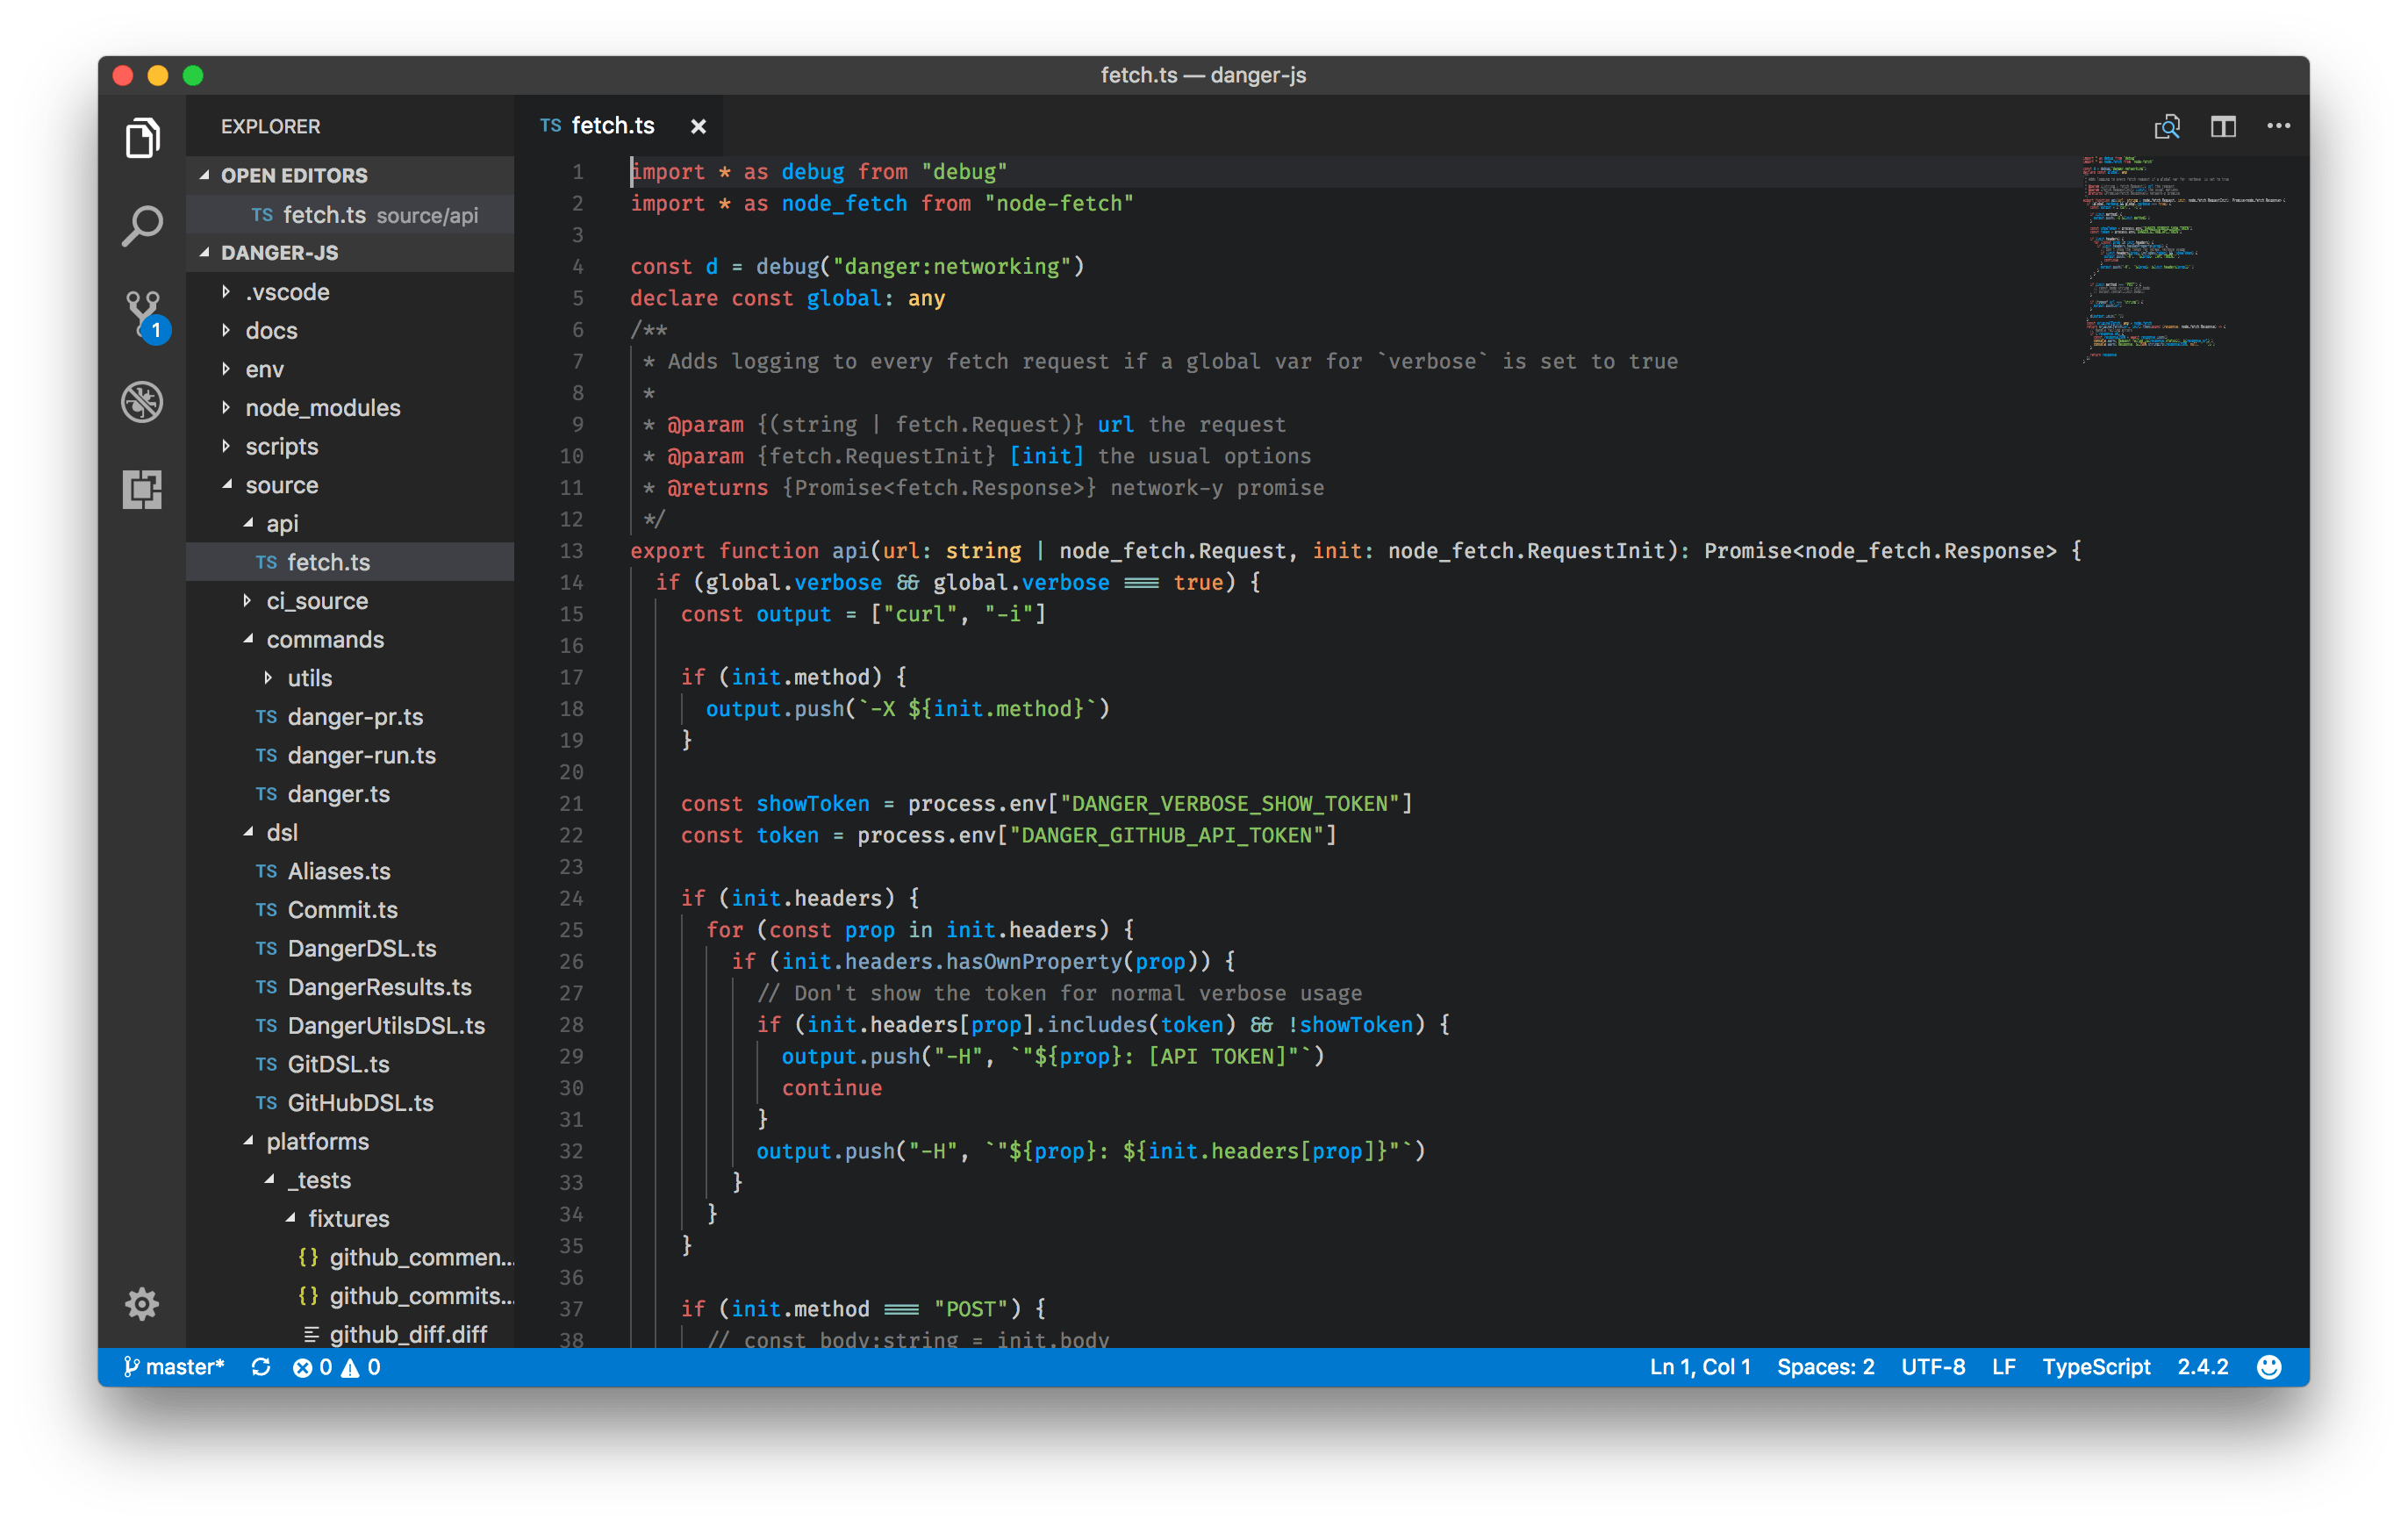 fetch.ts — danger-js
EXPLORER
OPEN EDITORS
TS fetch.ts source/api
DANGER-JS
.vscode
docs
env
node_modules
scripts
source
api
TS fetch.ts
ci_source
commands
utils
TS danger-pr.ts
TS danger-run.ts
TS danger.ts
dsl
TS Aliases.ts
TS Commit.ts
TS DangerDSL.ts
TS DangerResults.ts
TS DangerUtilsDSL.ts
TS GitDSL.ts
TS GitHubDSL.ts
platforms
_tests
fixtures
{} github_commen...
{} github_commits...
github_diff.diff
1
TS fetch.ts ×
1 import * as debug from "debug"
2 import * as node_fetch from "node-fetch"
3
4 const d = debug("danger:networking")
5 declare const global: any
6 /**
7 * Adds logging to every fetch request if a global var for `verbose` is set to true
8 *
9 * @param {(string | fetch.Request)} url the request
10 * @param {fetch.RequestInit} [init] the usual options
11 * @returns {Promise<fetch.Response>} network-y promise
12 */
13 export function api(url: string | node_fetch.Request, init: node_fetch.RequestInit): Promise<node_fetch.Response> {
14 if (global.verbose && global.verbose === true) {
15 const output = ["curl", "-i"]
16
17 if (init.method) {
18 output.push(`-X ${init.method}`)
19 }
20
21 const showToken = process.env["DANGER_VERBOSE_SHOW_TOKEN"]
22 const token = process.env["DANGER_GITHUB_API_TOKEN"]
23
24 if (init.headers) {
25 for (const prop in init.headers) {
26 if (init.headers.hasOwnProperty(prop)) {
27 // Don't show the token for normal verbose usage
28 if (init.headers[prop].includes(token) && !showToken) {
29 output.push("-H", `"${prop}: [API TOKEN]"`)
30 continue
31 }
32 output.push("-H", `"${prop}: ${init.headers[prop]}"`)
33 }
34 }
35 }
36
37 if (init.method === "POST") {
38 // const body:string = init.body
master* 0 0
Ln 1, Col 1 Spaces: 2 UTF-8 LF TypeScript 2.4.2